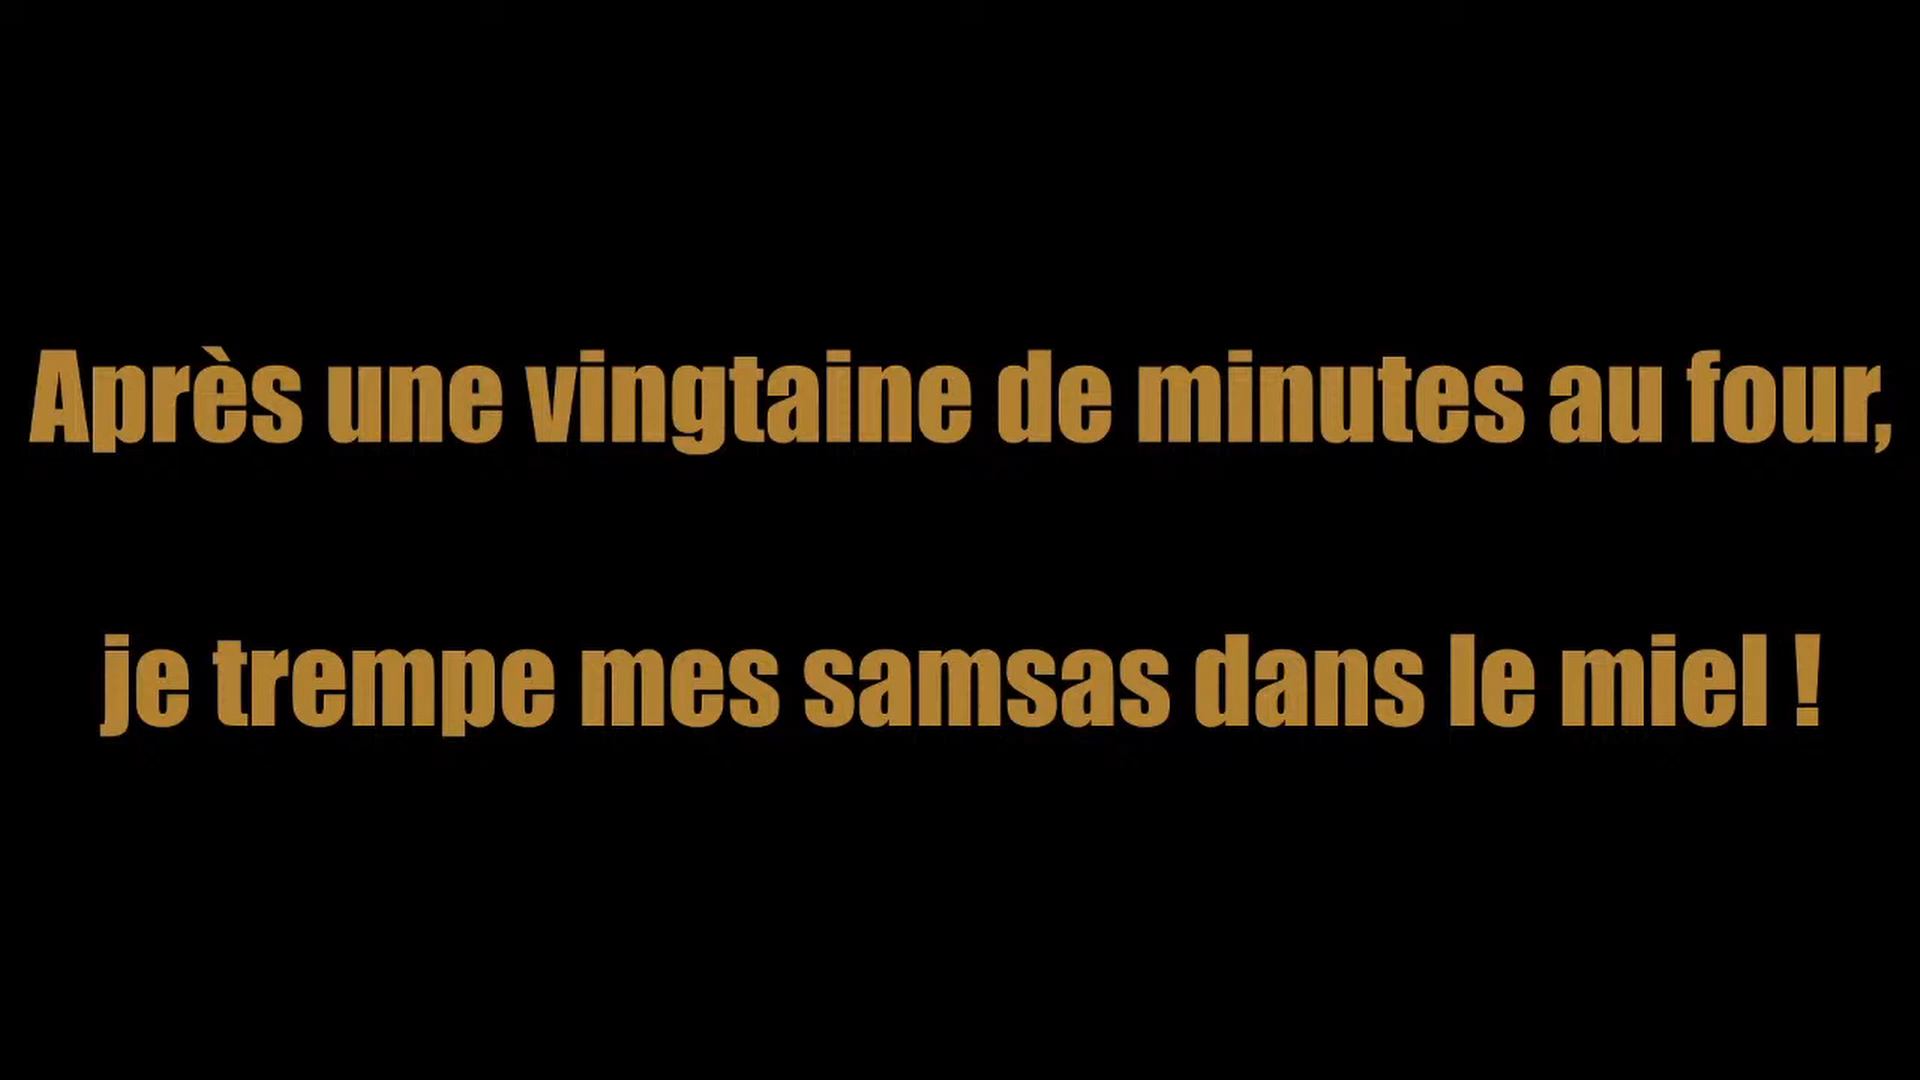 Après une vingtaine de minutes au four,
je trempe mes samsas dans le miel !